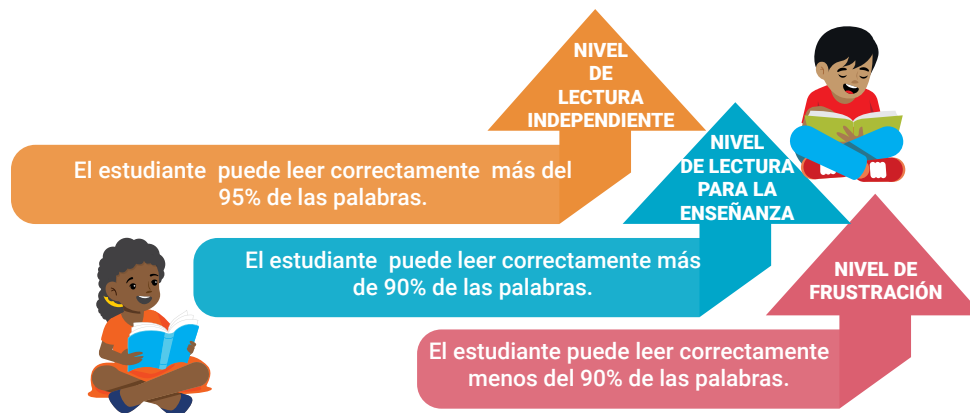 NIVEL
DE
LECTURA
INDEPENDIENTE
El estudiante puede leer correctamente más del
95% de las palabras.
NIVEL
DE LECTURA
PARA LA
ENSEÑANZA
El estudiante puede leer correctamente más
de 90% de las palabras.
NIVEL DE
FRUSTRACIÓN
El estudiante puede leer correctamente
menos del 90% de las palabras.